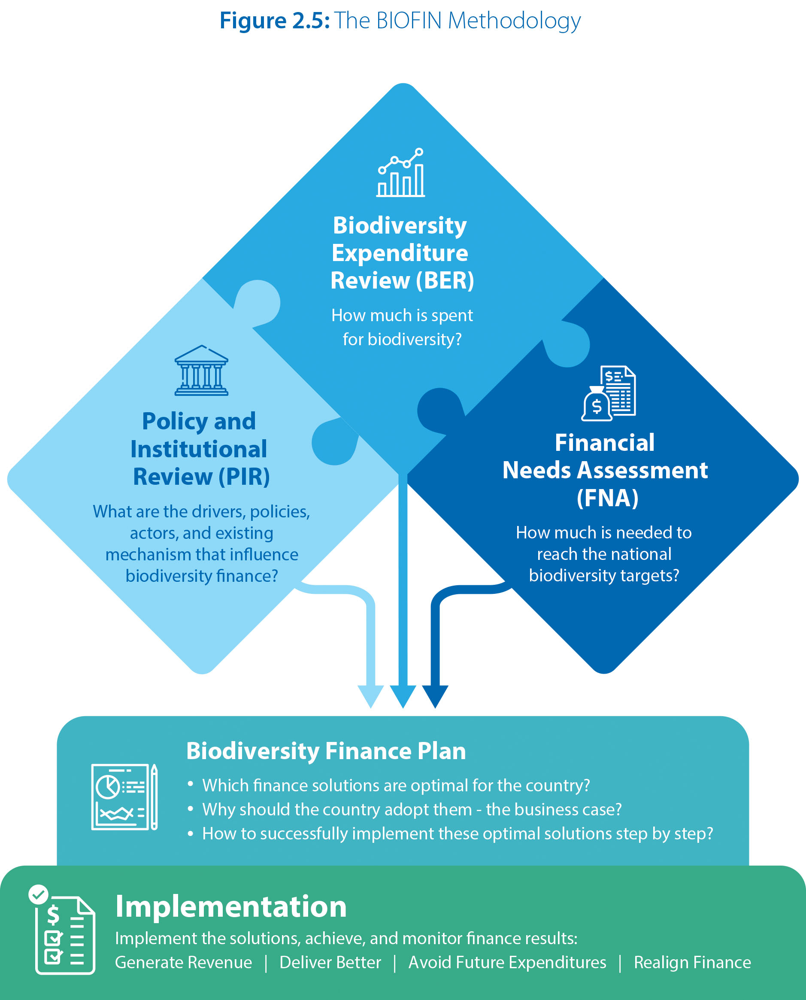 Figure 2.5: The BIOFIN Methodology
Biodiversity
Expenditure
Review (BER)
How much is spent
for biodiversity?
Policy and
Institutional
Review (PIR)
What are the drivers, policies,
actors, and existing
mechanism that influence
biodiversity finance?
$
$
Financial
Needs Assessment
(FNA)
How much is needed to
reach the national
biodiversity targets?
Biodiversity Finance Plan
• Which finance solutions are optimal for the country?
• Why should the country adopt them - the business case?
• How to successfully implement these optimal solutions step by step?
$
Implementation
Implement the solutions, achieve, and monitor finance results:
Generate Revenue | Deliver Better | Avoid Future Expenditures | Realign Finance